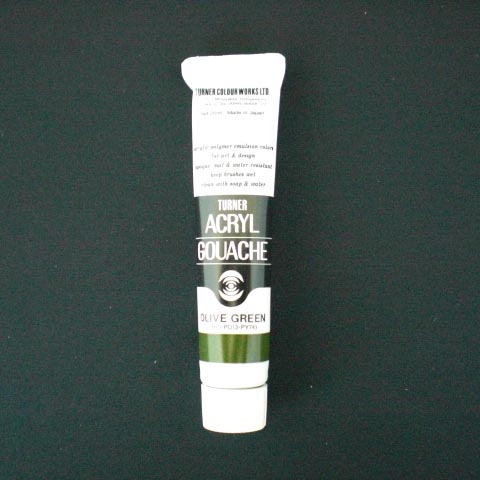 TURNER COLOUR WORKS LTD.
Made in Japan
acrylic polymer emulsion colors
for art & design
opaque, mat & water-resistant
keep brushes wet
clean with soap & water
TURNER
ACRYL
GOUACHE
OLIVE GREEN